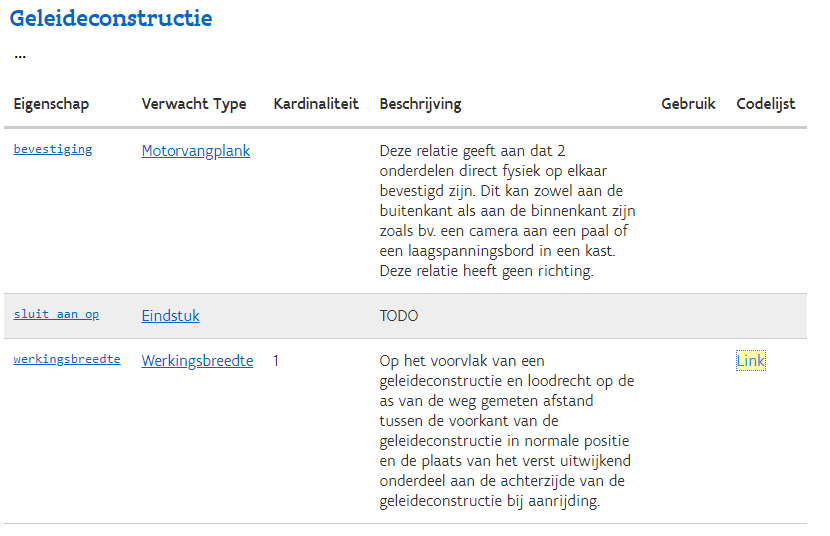 Geleideconstructie
...
Eigenschap Verwacht Type Kardinaliteit Beschrijving Gebruik Codelijst
bevestiging Motorvangplank Deze relatie geeft aan dat 2
onderdelen direct fysiek op elkaar
bevestigd zijn. Dit kan zowel aan de
buitenkant als aan de binnenkant zijn
zoals bv. een camera aan een paal of
een laagspanningsbord in een kast.
Deze relatie heeft geen richting.
sluit aan op Eindstuk TODO
werkingsbreedte Werkingsbreedte 1 Op het voorvlak van een Link
geleideconstructie en loodrecht op de
as van de weg gemeten afstand
tussen de voorkant van de
geleideconstructie in normale positie
en de plaats van het verst uitwijkend
onderdeel aan de achterzijde van de
geleideconstructie bij aanrijding.